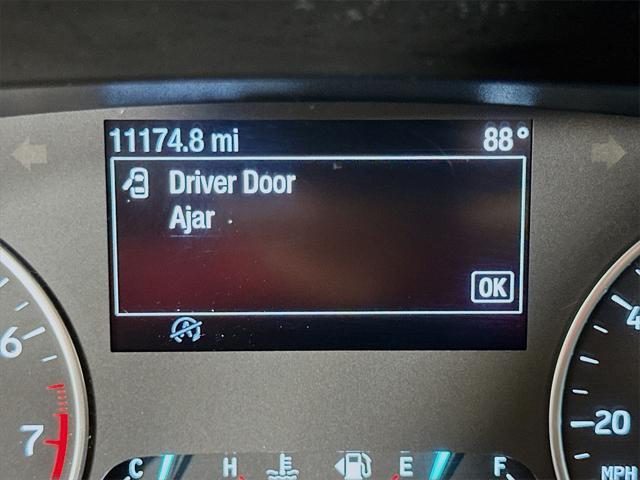 11174.8 mi 88°
Driver Door
Ajar
OK
6
7
4
20
MPH
C H E F